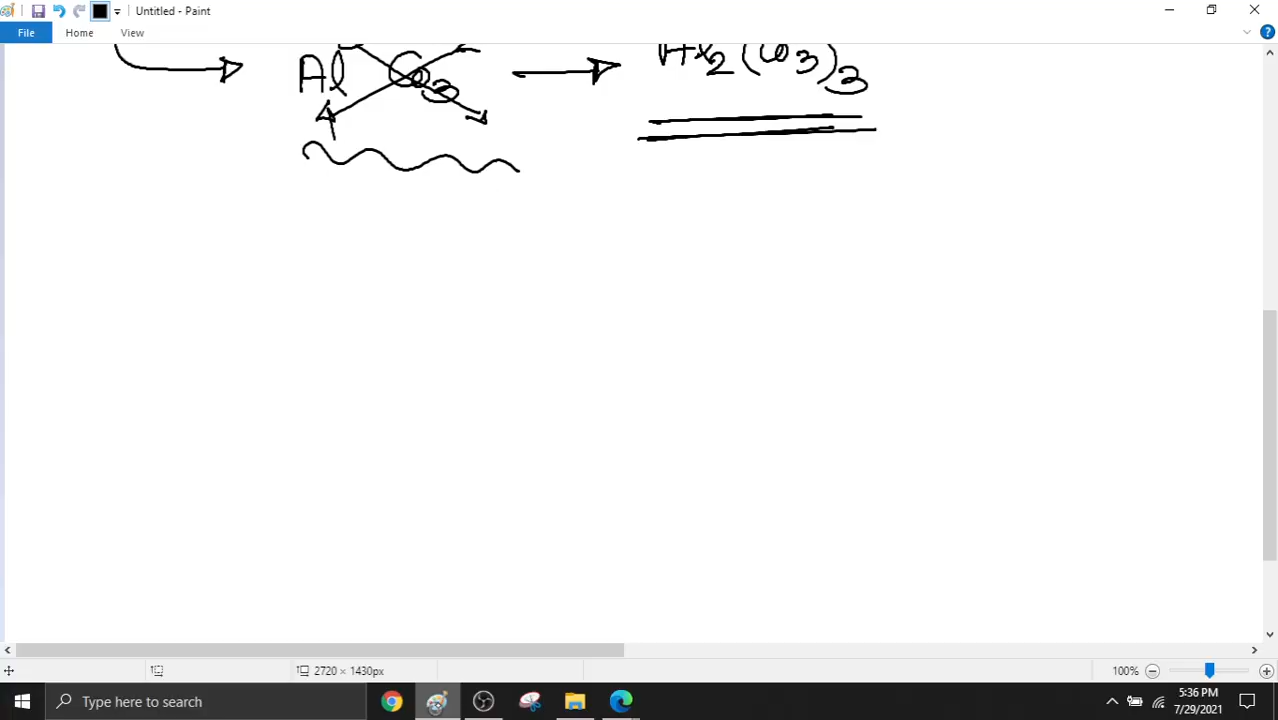 Untitled - Paint
File Home View
Al CO3 Al2(CO3)3
2720 × 1430px 100%
Type here to search
5:36 PM
7/29/2021